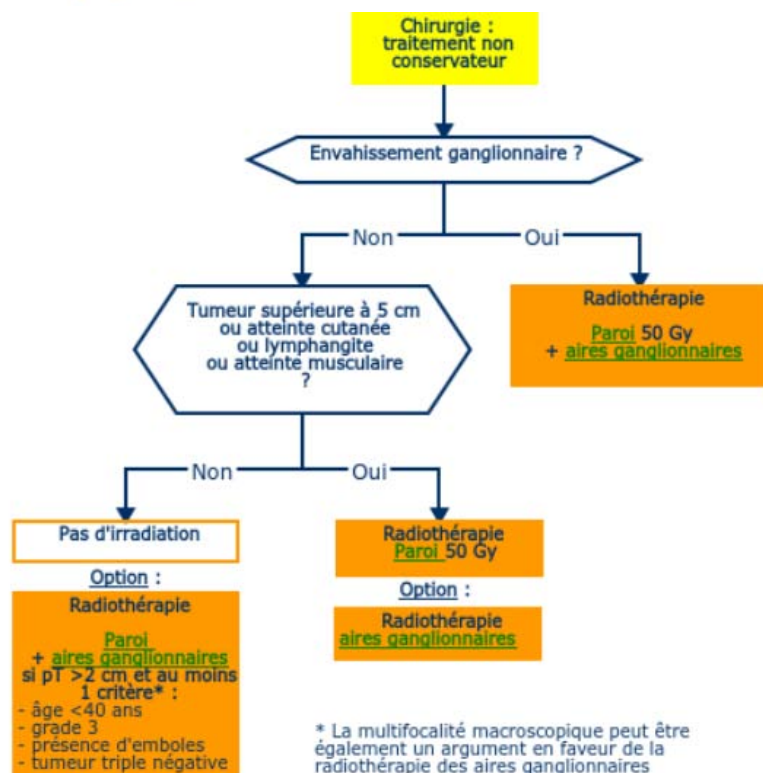 Chirurgie :
traitement non
conservateur
Envahissement ganglionnaire ?
Non
Oui
Tumeur supérieure à 5 cm
ou atteinte cutanée
ou lymphangite
ou atteinte musculaire
?
Radiothérapie
Paroi 50 Gy
+ aires ganglionnaires
Non
Oui
Pas d'irradiation
Option :
Radiothérapie
Paroi
+ aires ganglionnaires
si pT >2 cm et au moins
1 critère* :
- âge <40 ans
- grade 3
- présence d'emboles
- tumeur triple négative
Radiothérapie
Paroi 50 Gy
Option :
Radiothérapie
aires ganglionnaires
* La multifocalité macroscopique peut être
également un argument en faveur de la
radiothérapie des aires ganglionnaires